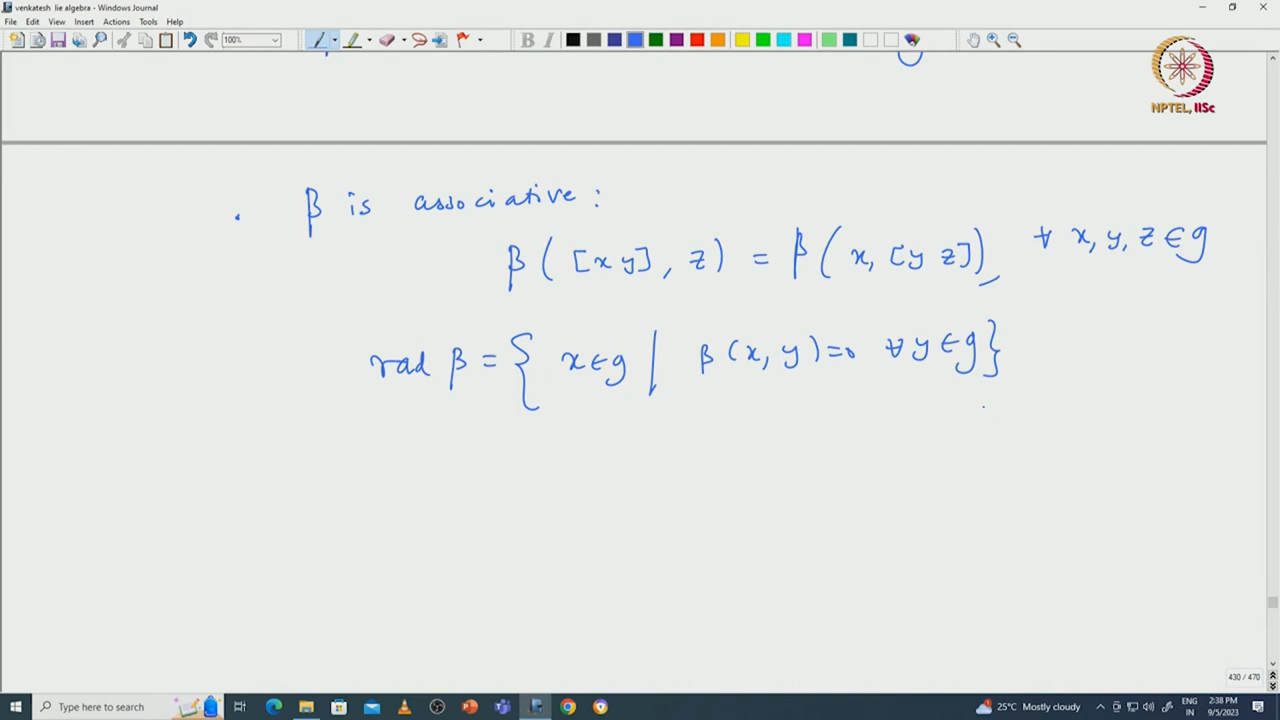 venkatesh lie algebra - Windows Journal
File Edit View Insert Actions Tools Help
100%
NPTEL, IISc
. β is associative :
β ( [x y] , z ) = β ( x, [y z] ) ∀ x, y, z ∈ g
rad β = { x ∈ g | β (x, y) = 0 ∀ y ∈ g }
430 / 470
Type here to search
25°C Mostly cloudy
ENG
IN
2:38 PM
9/5/2023